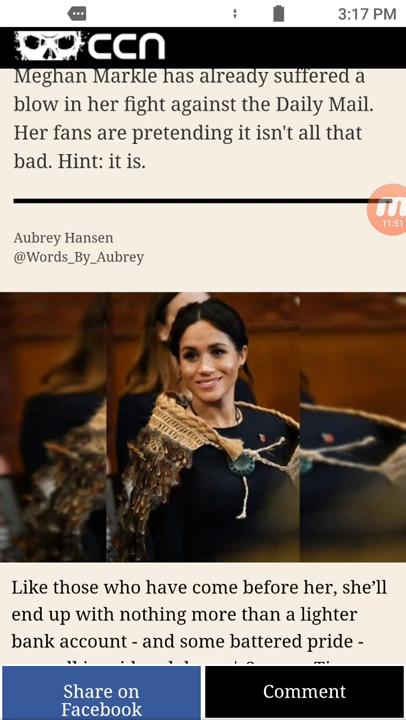 3:17 PM
CCN
Meghan Markle has already suffered a
blow in her fight against the Daily Mail.
Her fans are pretending it isn't all that
bad. Hint: it is.
11:51
Aubrey Hansen
@Words_By_Aubrey
Like those who have come before her, she’ll
end up with nothing more than a lighter
bank account - and some battered pride -
Share on
Facebook
Comment